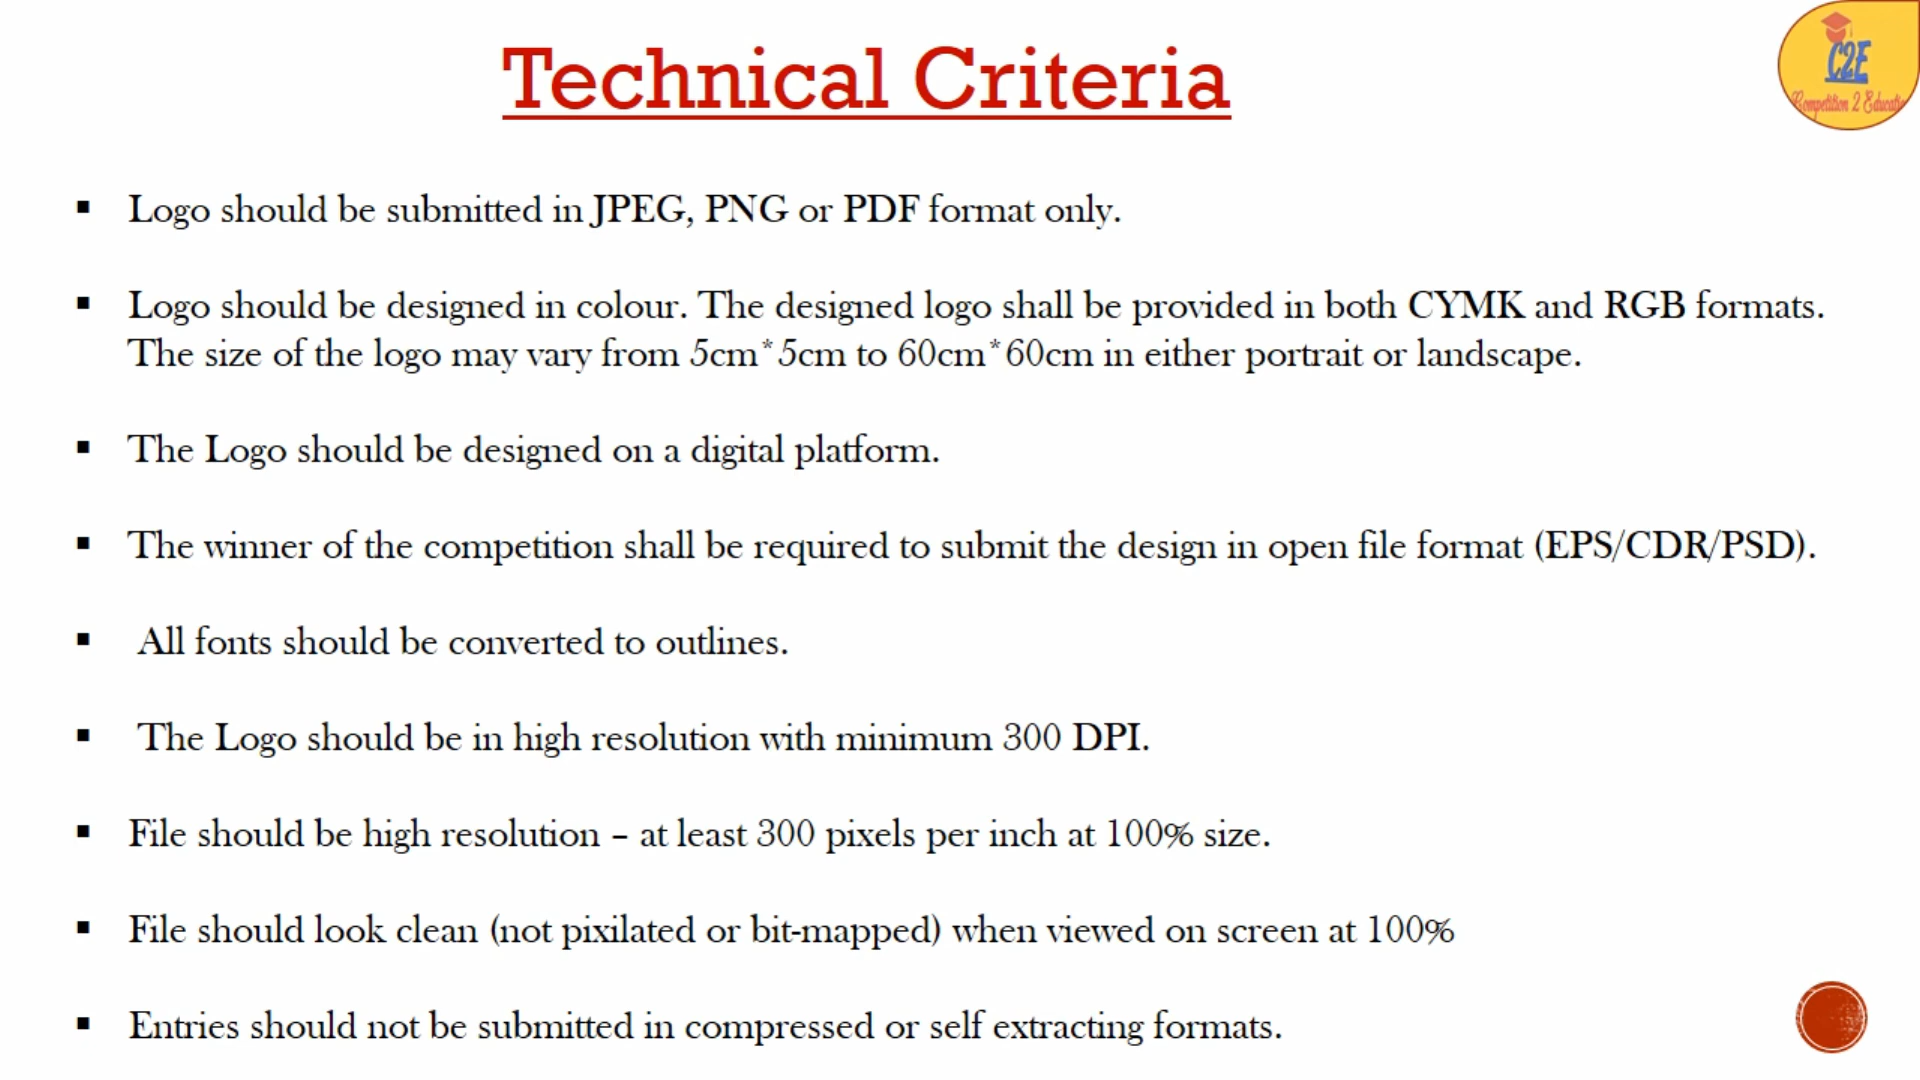 Technical Criteria
C2E
Competition 2 Educatio
▪ Logo should be submitted in JPEG, PNG or PDF format only.
▪ Logo should be designed in colour. The designed logo shall be provided in both CYMK and RGB formats.
The size of the logo may vary from 5cm*5cm to 60cm*60cm in either portrait or landscape.
▪ The Logo should be designed on a digital platform.
▪ The winner of the competition shall be required to submit the design in open file format (EPS/CDR/PSD).
▪ All fonts should be converted to outlines.
▪ The Logo should be in high resolution with minimum 300 DPI.
▪ File should be high resolution – at least 300 pixels per inch at 100% size.
▪ File should look clean (not pixilated or bit-mapped) when viewed on screen at 100%
▪ Entries should not be submitted in compressed or self extracting formats.